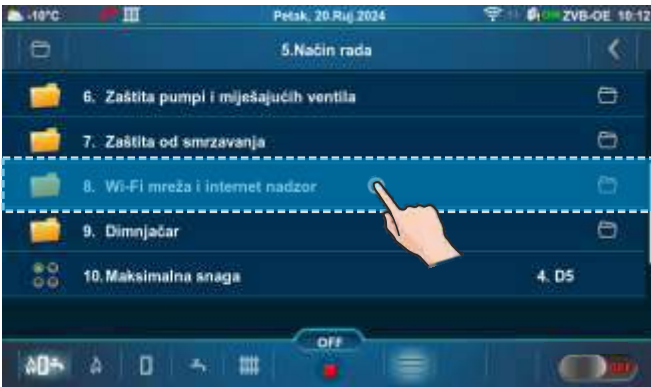 -10°C Petak, 20.Ruj.2024 ZVB-OE 10:12
5.Način rada
6. Zaštita pumpi i miješajućih ventila
7. Zaštita od smrzavanja
8. Wi-Fi mreža i internet nadzor
9. Dimnjačar
10. Maksimalna snaga 4. D5
OFF
OFF